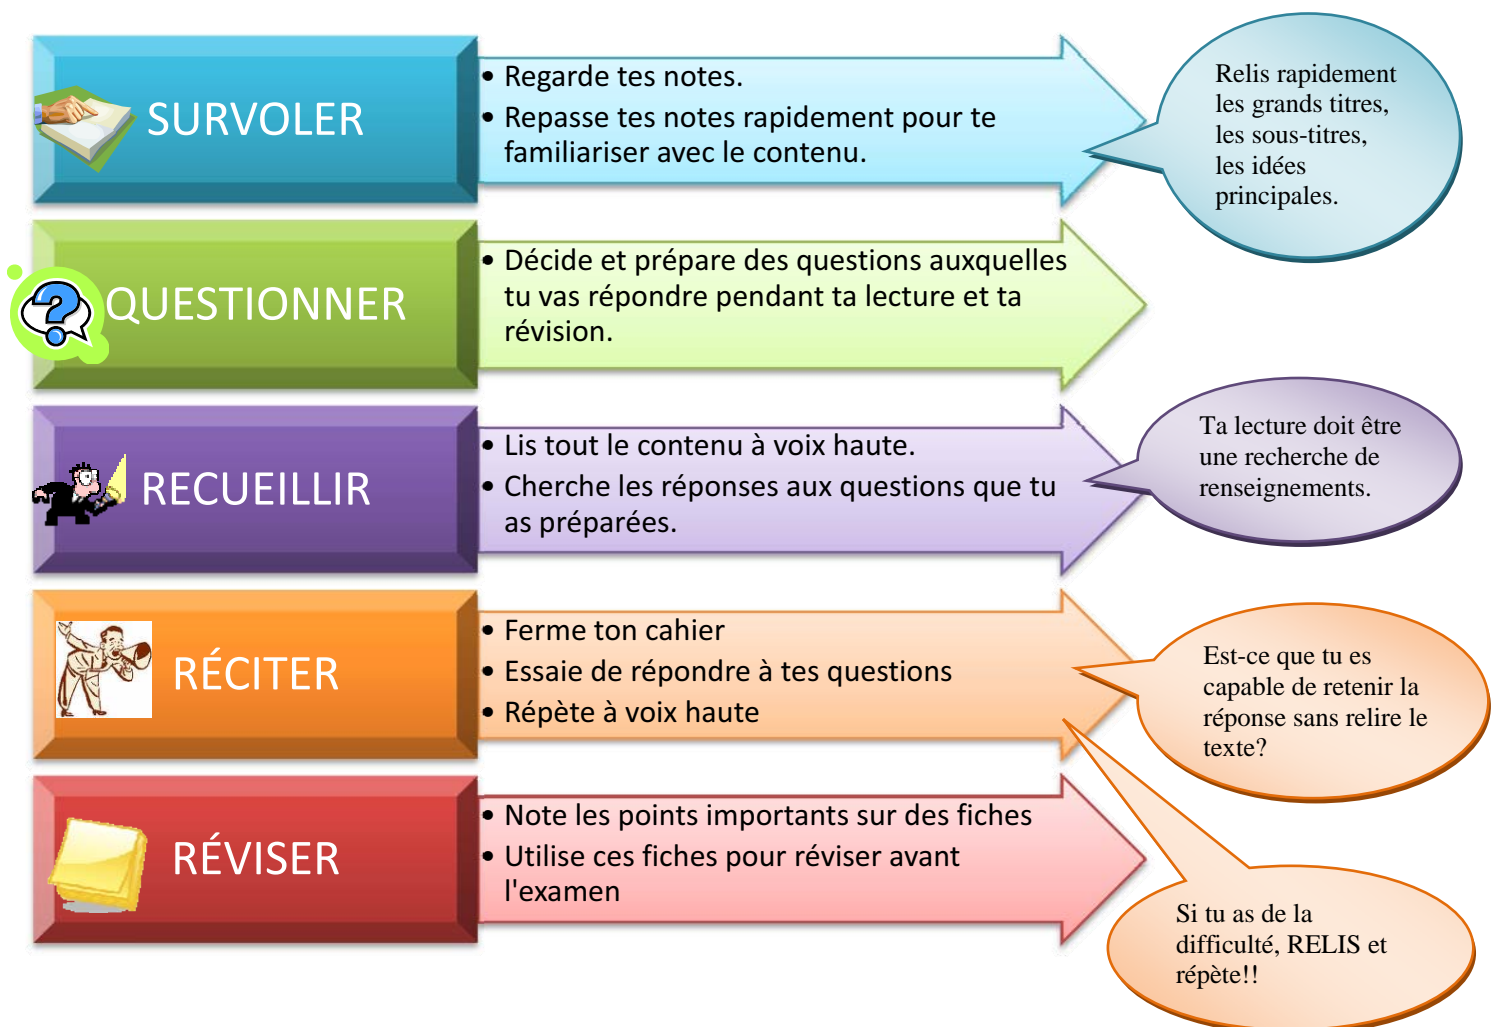 SURVOLER
• Regarde tes notes.
• Repasse tes notes rapidement pour te
familiariser avec le contenu.
Relis rapidement
les grands titres,
les sous-titres,
les idées
principales.
QUESTIONNER
• Décide et prépare des questions auxquelles
tu vas répondre pendant ta lecture et ta
révision.
RECUEILLIR
• Lis tout le contenu à voix haute.
• Cherche les réponses aux questions que tu
as préparées.
Ta lecture doit être
une recherche de
renseignements.
RÉCITER
• Ferme ton cahier
• Essaie de répondre à tes questions
• Répète à voix haute
Est-ce que tu es
capable de retenir la
réponse sans relire le
texte?
RÉVISER
• Note les points importants sur des fiches
• Utilise ces fiches pour réviser avant
l'examen
Si tu as de la
difficulté, RELIS et
répète!!